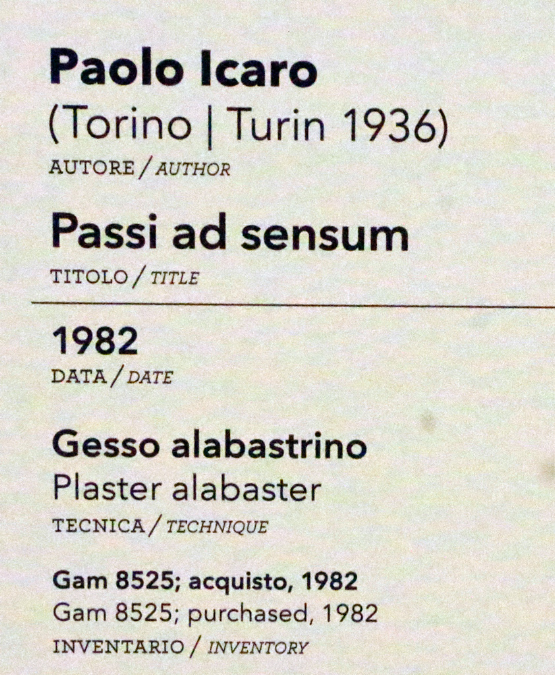 Paolo Icaro
(Torino | Turin 1936)
AUTORE / AUTHOR
Passi ad sensum
TITOLO / TITLE
1982
DATA / DATE
Gesso alabastrino
Plaster alabaster
TECNICA / TECHNIQUE
Gam 8525; acquisto, 1982
Gam 8525; purchased, 1982
INVENTARIO / INVENTORY